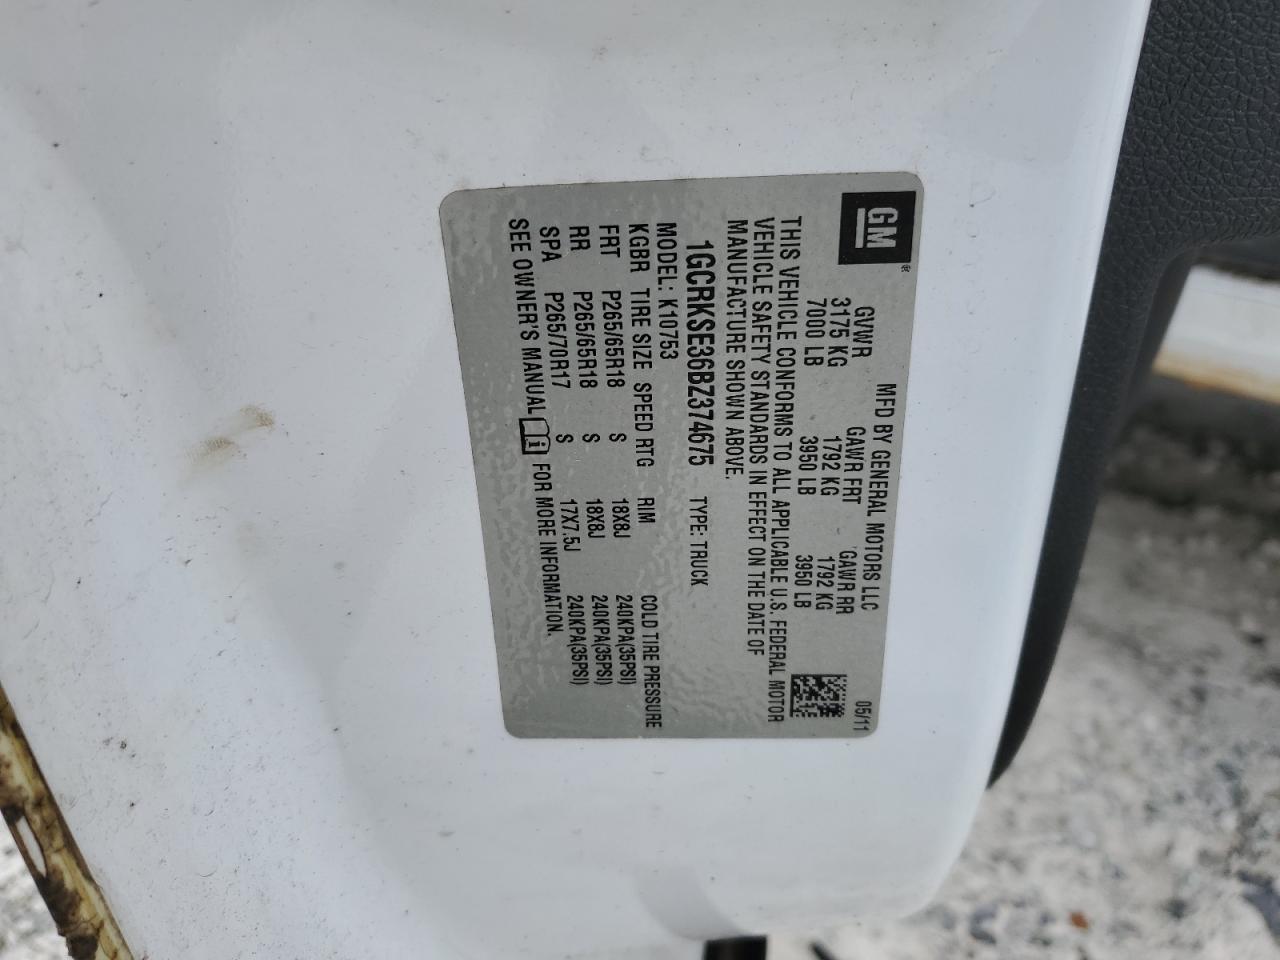 GM ®
MFD BY GENERAL MOTORS LLC 05/11
GVWR GAWR FRT GAWR RR
3175 KG 1792 KG 1792 KG
7000 LB 3950 LB 3950 LB
THIS VEHICLE CONFORMS TO ALL APPLICABLE U.S. FEDERAL MOTOR
VEHICLE SAFETY STANDARDS IN EFFECT ON THE DATE OF
MANUFACTURE SHOWN ABOVE.
1GCRKSE36BZ374675 TYPE: TRUCK
MODEL: K10753
KGBR TIRE SIZE SPEED RTG RIM COLD TIRE PRESSURE
FRT P265/65R18 S 18X8J 240KPA(35PSI)
RR P265/65R18 S 18X8J 240KPA(35PSI)
SPA P265/70R17 S 17X7.5J 240KPA(35PSI)
SEE OWNER'S MANUAL i FOR MORE INFORMATION.